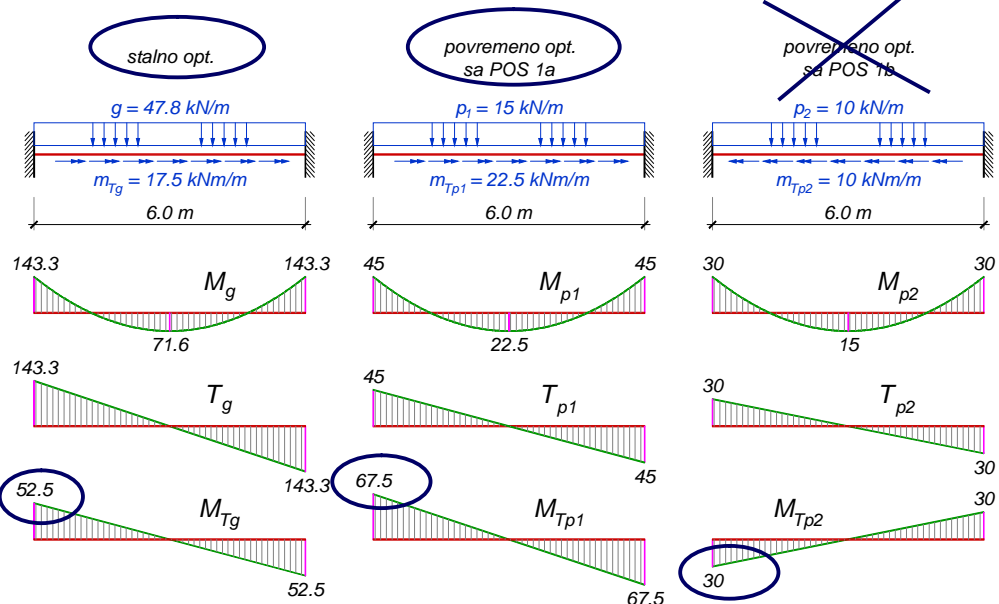 stalno opt.
povremeno opt.
sa POS 1a
povremeno opt.
sa POS 1b
g = 47.8 kN/m
p1 = 15 kN/m
p2 = 10 kN/m
mTg = 17.5 kNm/m
mTp1 = 22.5 kNm/m
mTp2 = 10 kNm/m
6.0 m
6.0 m
6.0 m
143.3
143.3
Mg
71.6
45
45
Mp1
22.5
30
30
Mp2
15
143.3
Tg
143.3
45
Tp1
45
30
Tp2
30
52.5
MTg
52.5
67.5
MTp1
67.5
30
MTp2
30